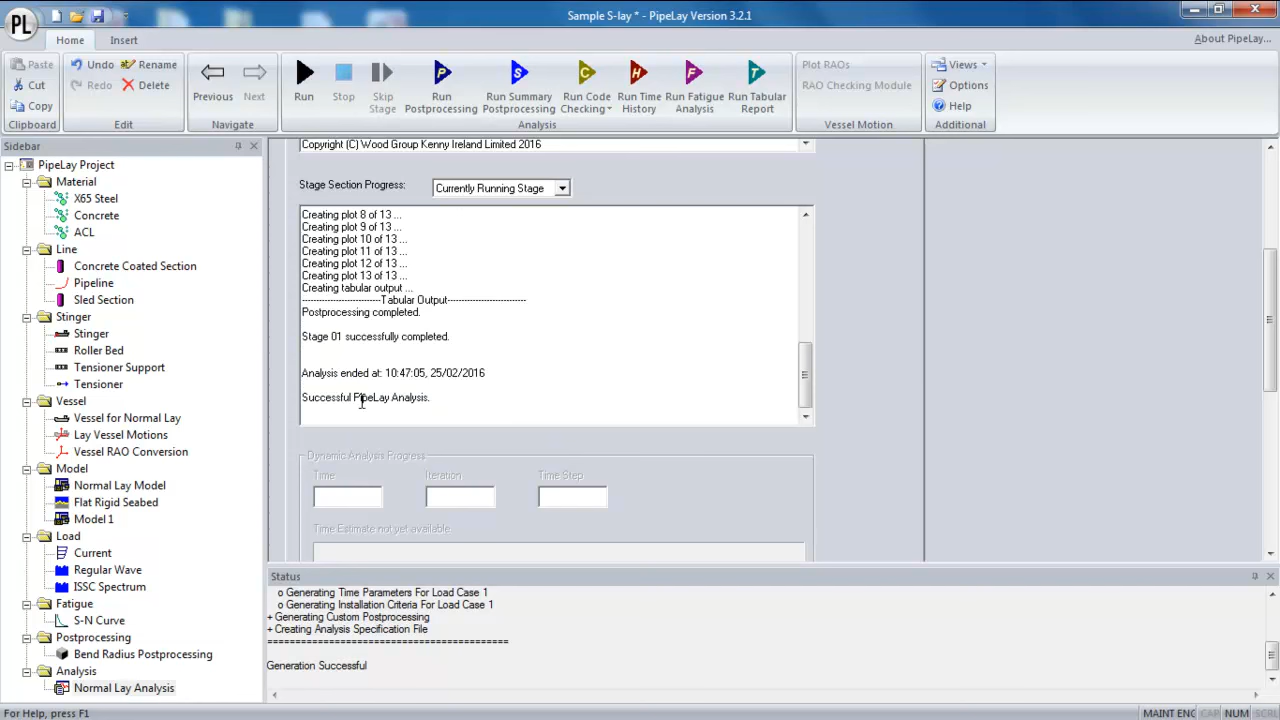 Sample S-lay * - PipeLay Version 3.2.1
PL
Home
Insert
About PipeLay...
Paste
Cut
Copy
Clipboard
Undo
Rename
Redo
Delete
Edit
Previous
Next
Navigate
Run
Stop
Skip Stage
Run Postprocessing
Run Summary Postprocessing
Run Code Checking
Run Time History
Run Fatigue Analysis
Run Tabular Report
Analysis
Plot RAOs
RAO Checking Module
Vessel Motion
Views
Options
Help
Additional
Sidebar
PipeLay Project
Material
X65 Steel
Concrete
ACL
Line
Concrete Coated Section
Pipeline
Sled Section
Stinger
Stinger
Roller Bed
Tensioner Support
Tensioner
Vessel
Vessel for Normal Lay
Lay Vessel Motions
Vessel RAO Conversion
Model
Normal Lay Model
Flat Rigid Seabed
Model 1
Load
Current
Regular Wave
ISSC Spectrum
Fatigue
S-N Curve
Postprocessing
Bend Radius Postprocessing
Analysis
Normal Lay Analysis
Copyright (C) Wood Group Kenny Ireland Limited 2016
Stage Section Progress:
Currently Running Stage
Creating plot 8 of 13 ...
Creating plot 9 of 13 ...
Creating plot 10 of 13 ...
Creating plot 11 of 13 ...
Creating plot 12 of 13 ...
Creating plot 13 of 13 ...
Creating tabular output ...
----------------------------Tabular Output----------------------------
Postprocessing completed.
Stage 01 successfully completed.
Analysis ended at: 10:47:05, 25/02/2016
Successful PipeLay Analysis.
Dynamic Analysis Progress
Time
Iteration
Time Step
Time Estimate not yet available.
Status
o Generating Time Parameters For Load Case 1
o Generating Installation Criteria For Load Case 1
+ Generating Custom Postprocessing
+ Creating Analysis Specification File
===========================================
Generation Successful
For Help, press F1
MAINT ENG
CAP
NUM
SCRL